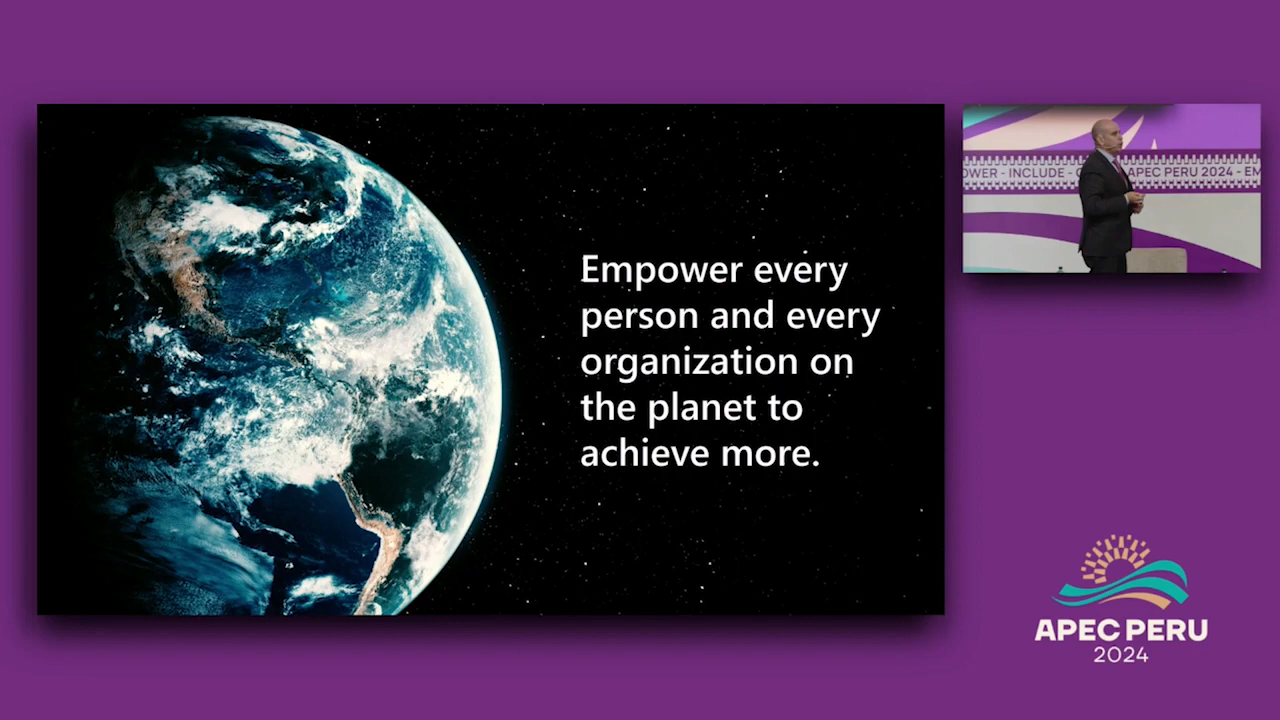 Empower every
person and every
organization on
the planet to
achieve more.
OWER - INCLUDE - APEC PERU 2024 - EM
APEC PERU
2024